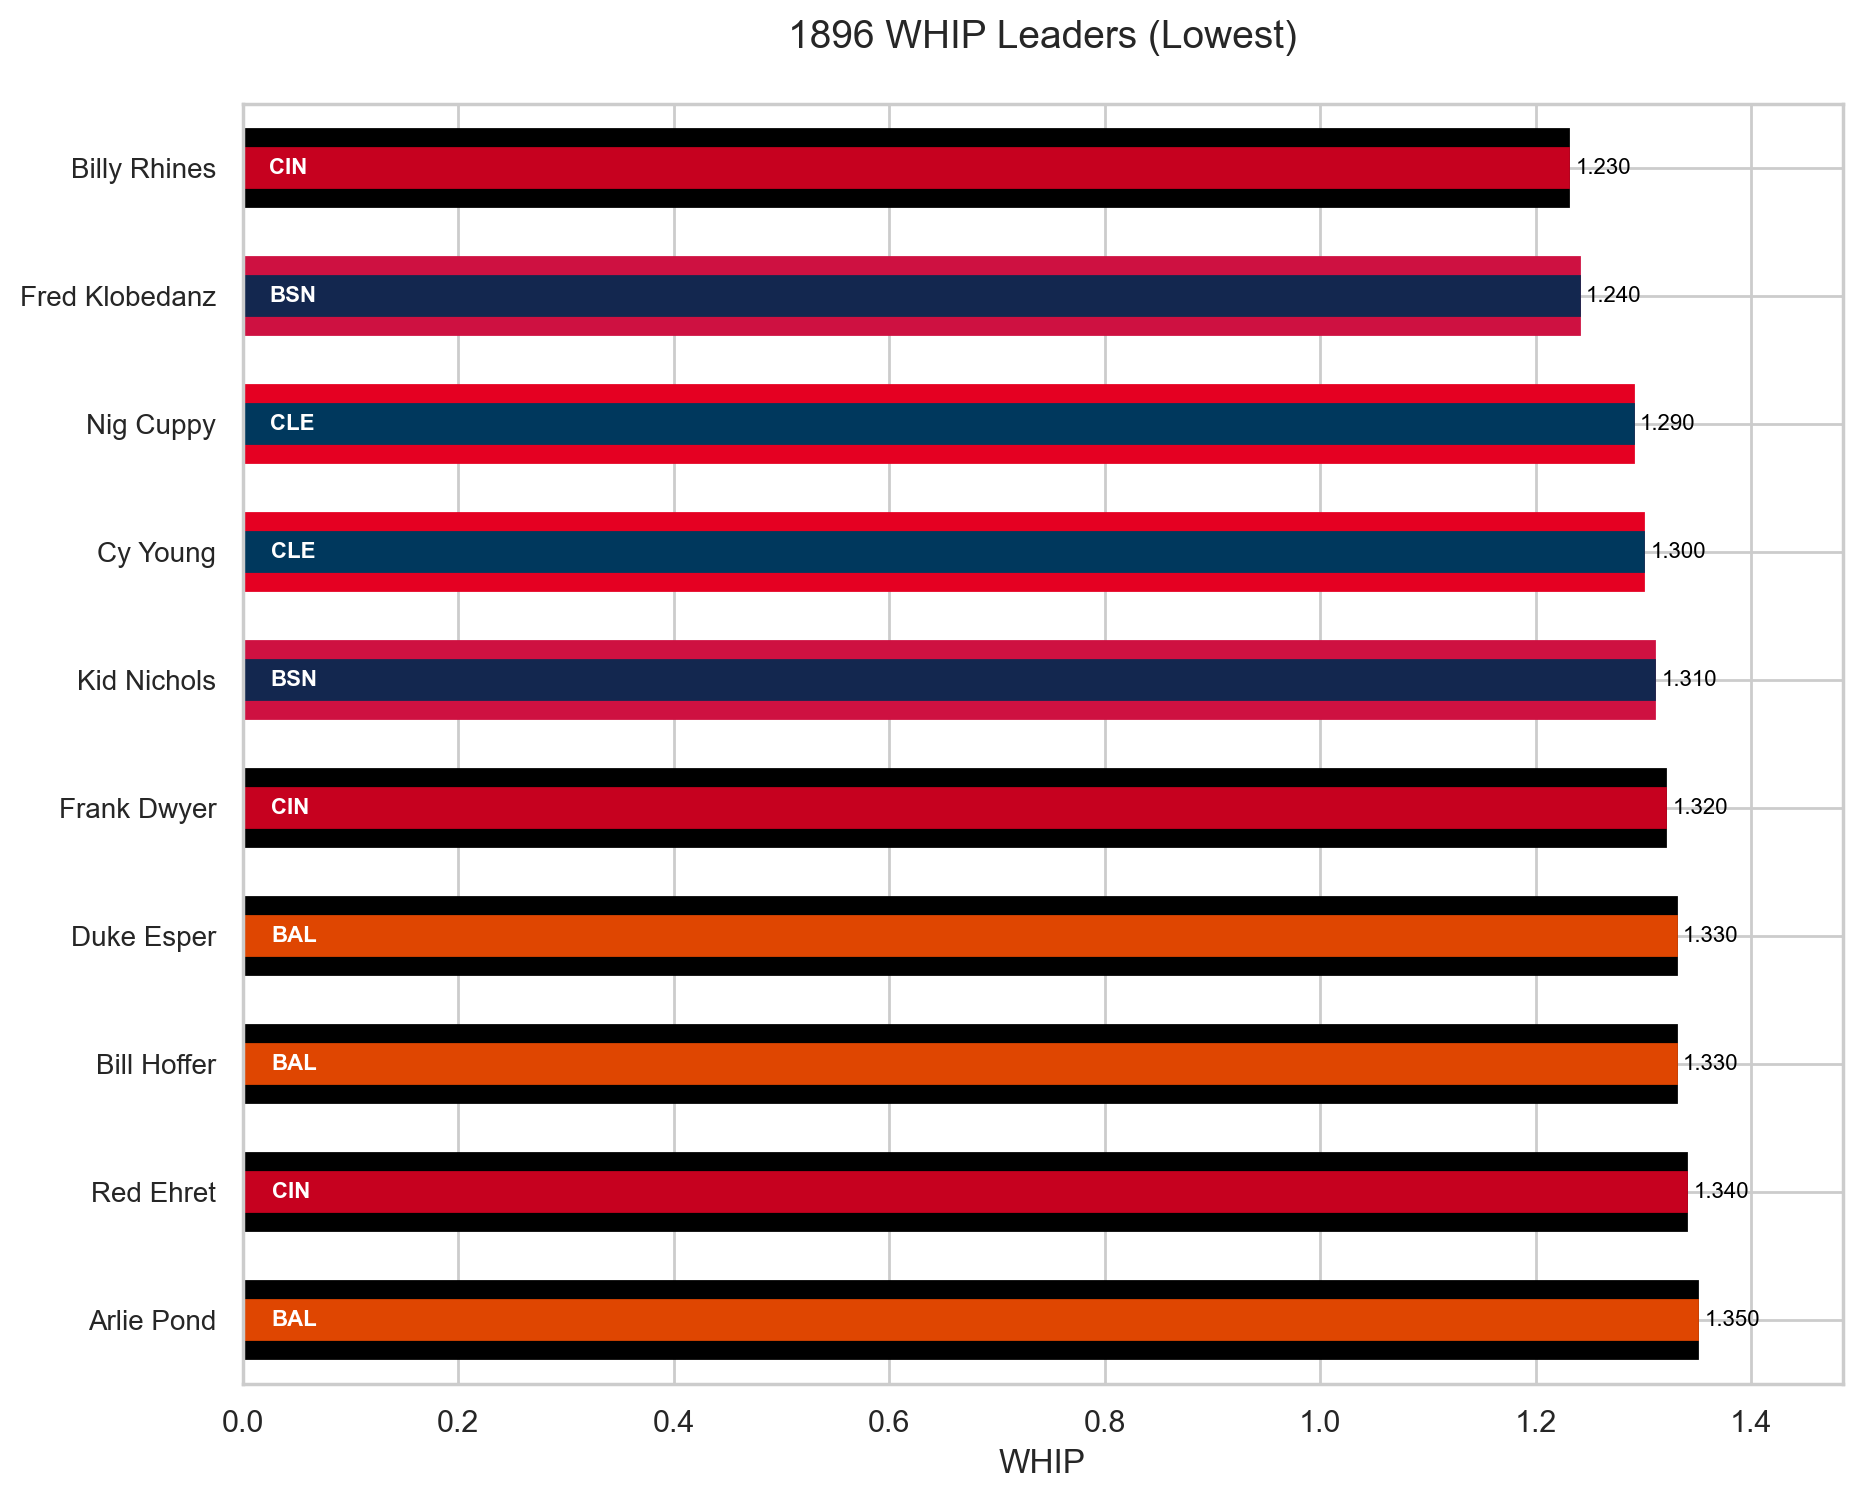 1896 WHIP Leaders (Lowest)
Billy Rhines CIN 1.230
Fred Klobedanz BSN 1.240
Nig Cuppy CLE 1.290
Cy Young CLE 1.300
Kid Nichols BSN 1.310
Frank Dwyer CIN 1.320
Duke Esper BAL 1.330
Bill Hoffer BAL 1.330
Red Ehret CIN 1.340
Arlie Pond BAL 1.350
0.0 0.2 0.4 0.6 0.8 1.0 1.2 1.4
WHIP